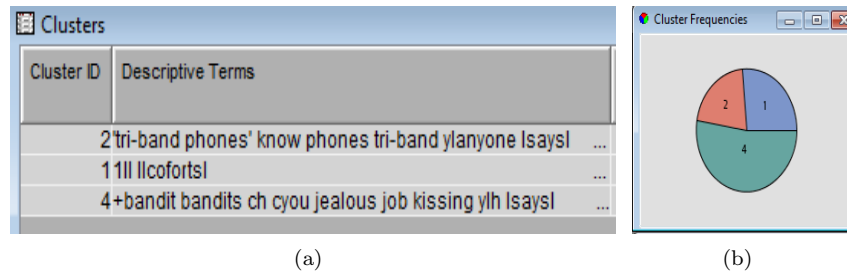 Clusters
Cluster ID Descriptive Terms
2 'tri-band phones' know phones tri-band ylanyone lsaysl ...
1 1ll llcofortsl ...
4 +bandit bandits ch cyou jealous job kissing ylh lsaysl ...
(a)
Cluster Frequencies
2 1
4
(b)